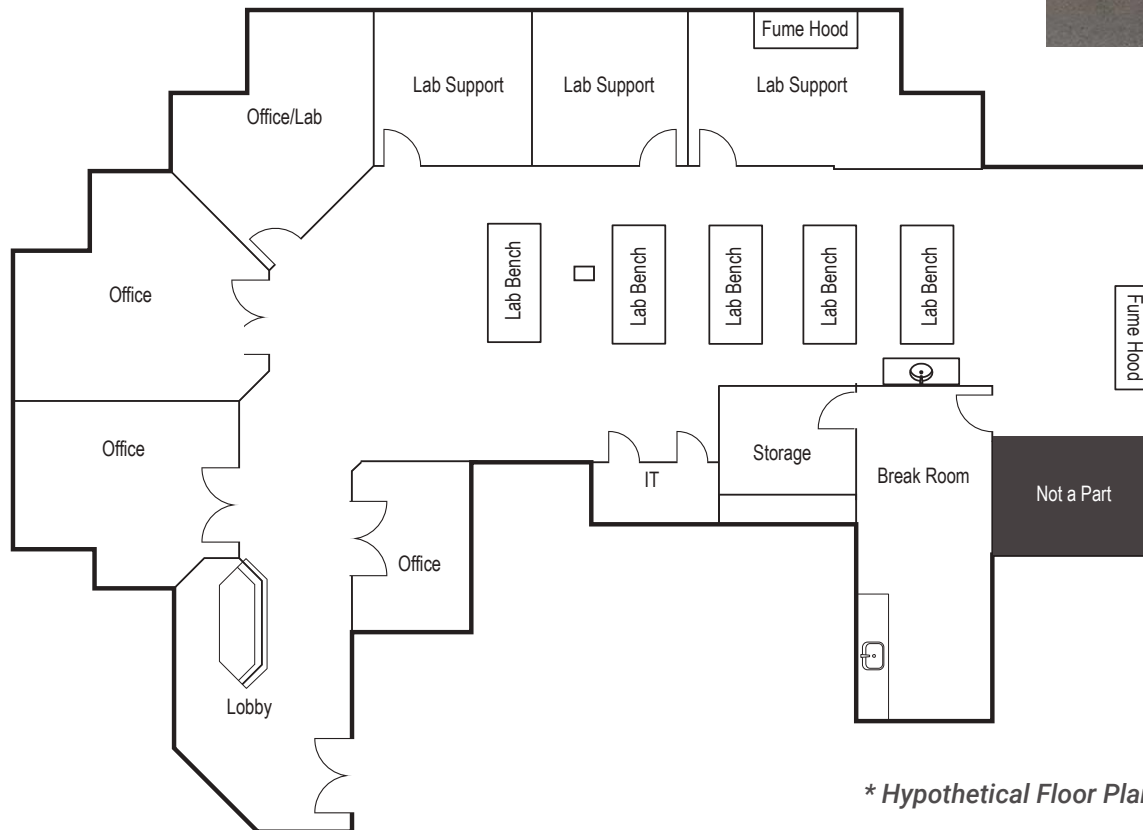 Fume Hood
Lab Support
Lab Support
Lab Support
Office/Lab
Lab Bench
Lab Bench
Lab Bench
Lab Bench
Lab Bench
Office
Fume Hood
Office
Storage
Break Room
IT
Not a Part
Office
Lobby
* Hypothetical Floor Plan